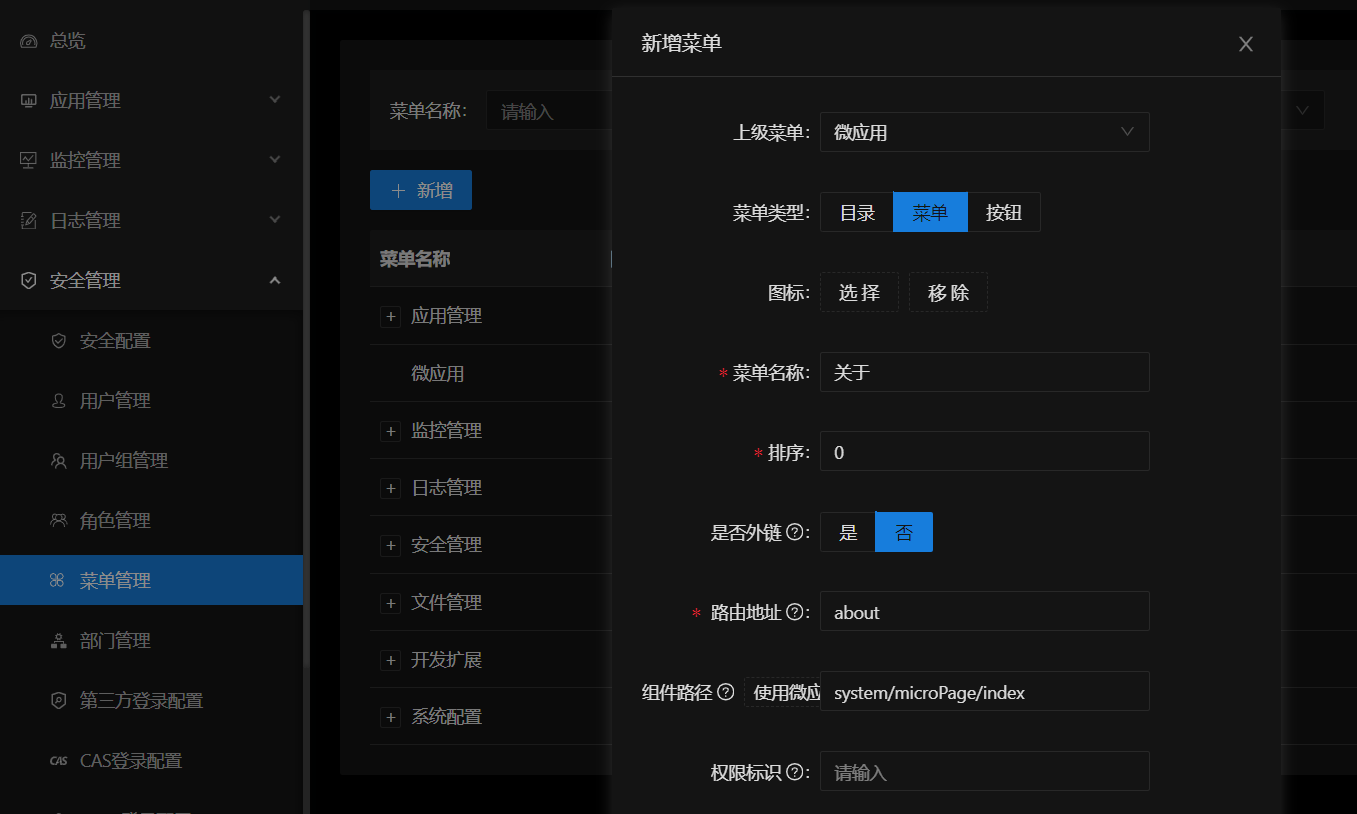 总览
应用管理
监控管理
日志管理
安全管理
安全配置
用户管理
用户组管理
角色管理
菜单管理
部门管理
第三方登录配置
CAS登录配置
菜单名称: 请输入
新增
菜单名称
应用管理
微应用
监控管理
日志管理
安全管理
文件管理
开发扩展
系统配置
新增菜单
上级菜单: 微应用
菜单类型: 目录 菜单 按钮
图标: 选择 移除
* 菜单名称: 关于
* 排序: 0
是否外链 : 是 否
* 路由地址 : about
组件路径 使用微应 system/microPage/index
权限标识 : 请输入